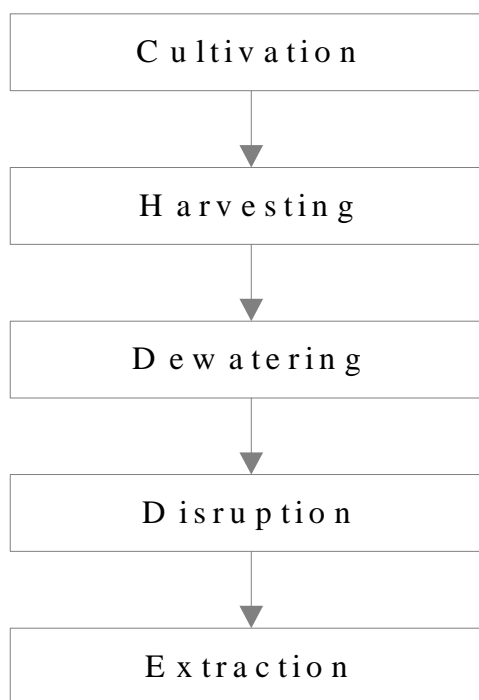 Cultivation
Harvesting
Dewatering
Disruption
Extraction